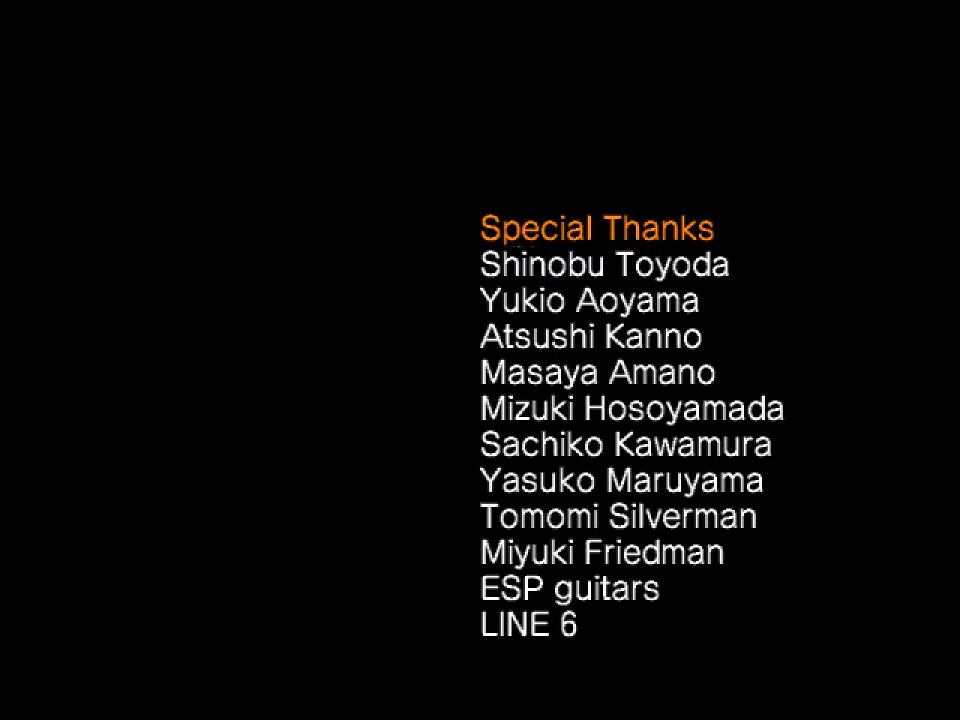 Special Thanks
Shinobu Toyoda
Yukio Aoyama
Atsushi Kanno
Masaya Amano
Mizuki Hosoyamada
Sachiko Kawamura
Yasuko Maruyama
Tomomi Silverman
Miyuki Friedman
ESP guitars
LINE 6